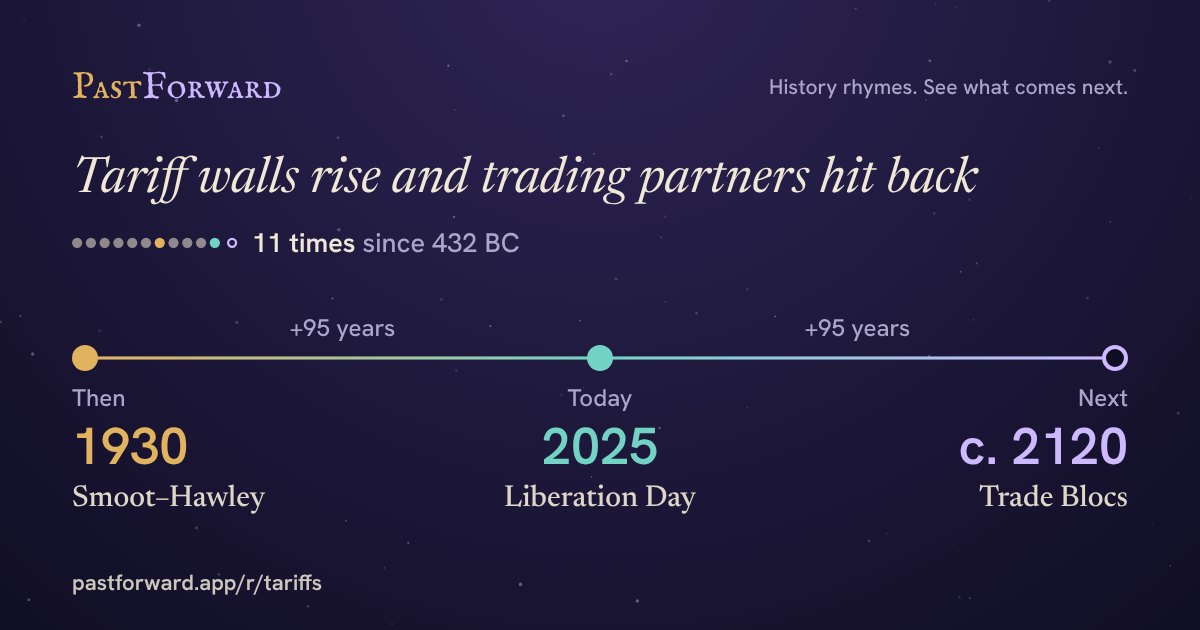 PastForward
History rhymes. See what comes next.
Tariff walls rise and trading partners hit back
11 times since 432 BC
+95 years
+95 years
Then
Today
Next
1930
2025
c. 2120
Smoot–Hawley
Liberation Day
Trade Blocs
pastforward.app/r/tariffs